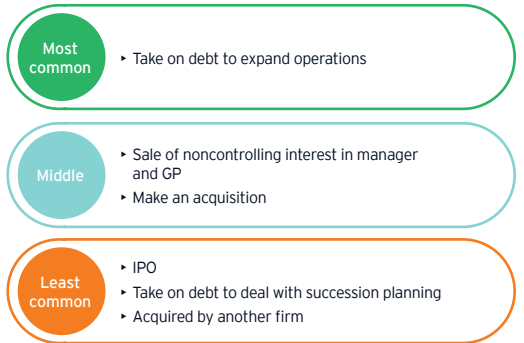 Most
common
‣ Take on debt to expand operations
Middle
‣ Sale of noncontrolling interest in manager
and GP
‣ Make an acquisition
Least
common
‣ IPO
‣ Take on debt to deal with succession planning
‣ Acquired by another firm